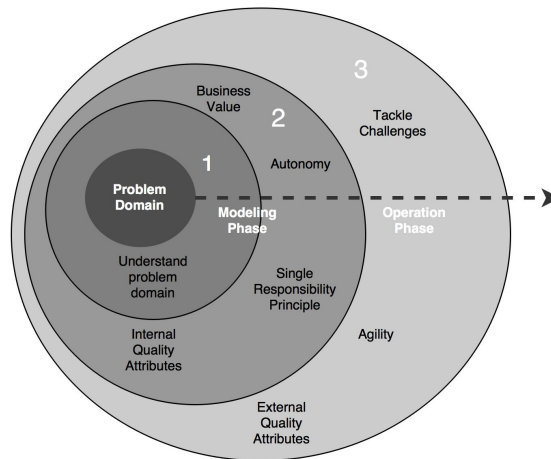 3
Business
Value
2
Tackle
Challenges
1
Autonomy
Problem
Domain
Modeling
Phase
Operation
Phase
Understand
problem
domain
Single
Responsibility
Principle
Internal
Quality
Attributes
Agility
External
Quality
Attributes